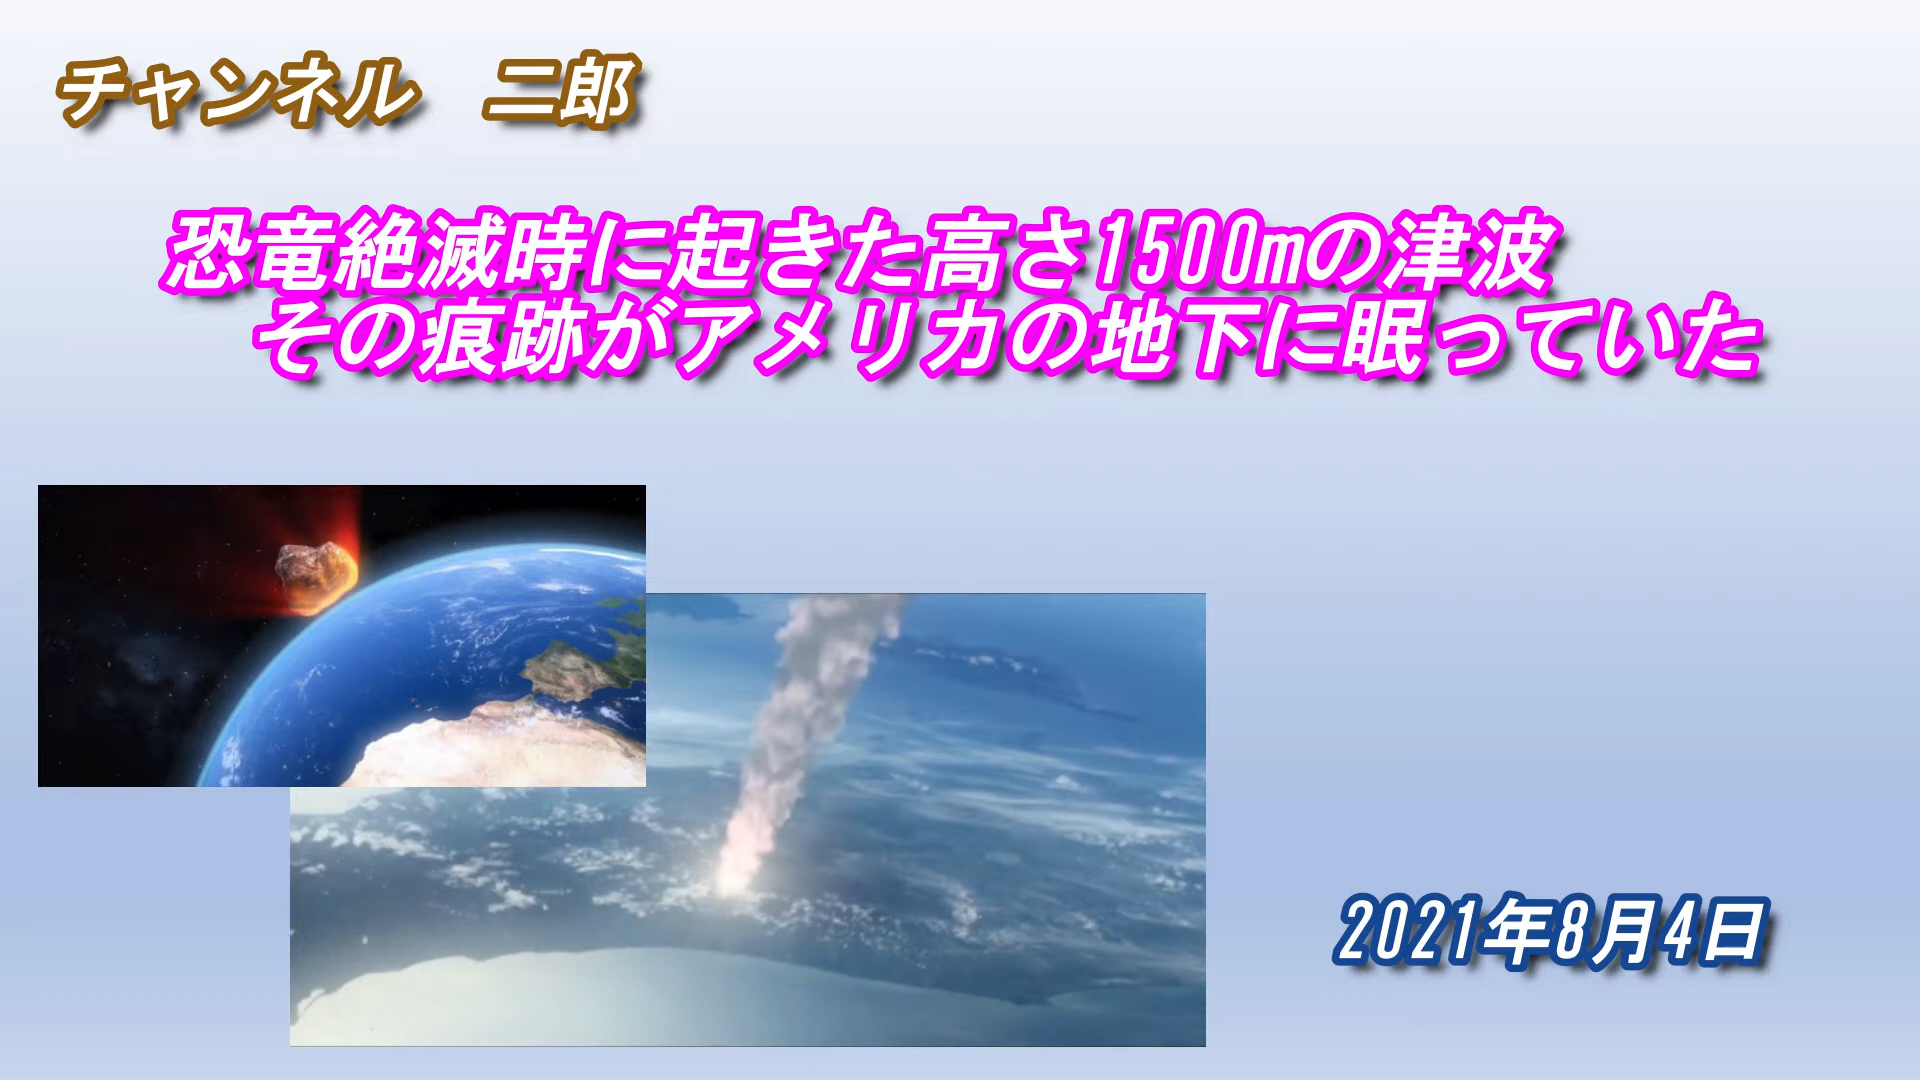 チャンネル　二郎
恐竜絶滅時に起きた高さ1500mの津波
その痕跡がアメリカの地下に眠っていた
2021年8月4日